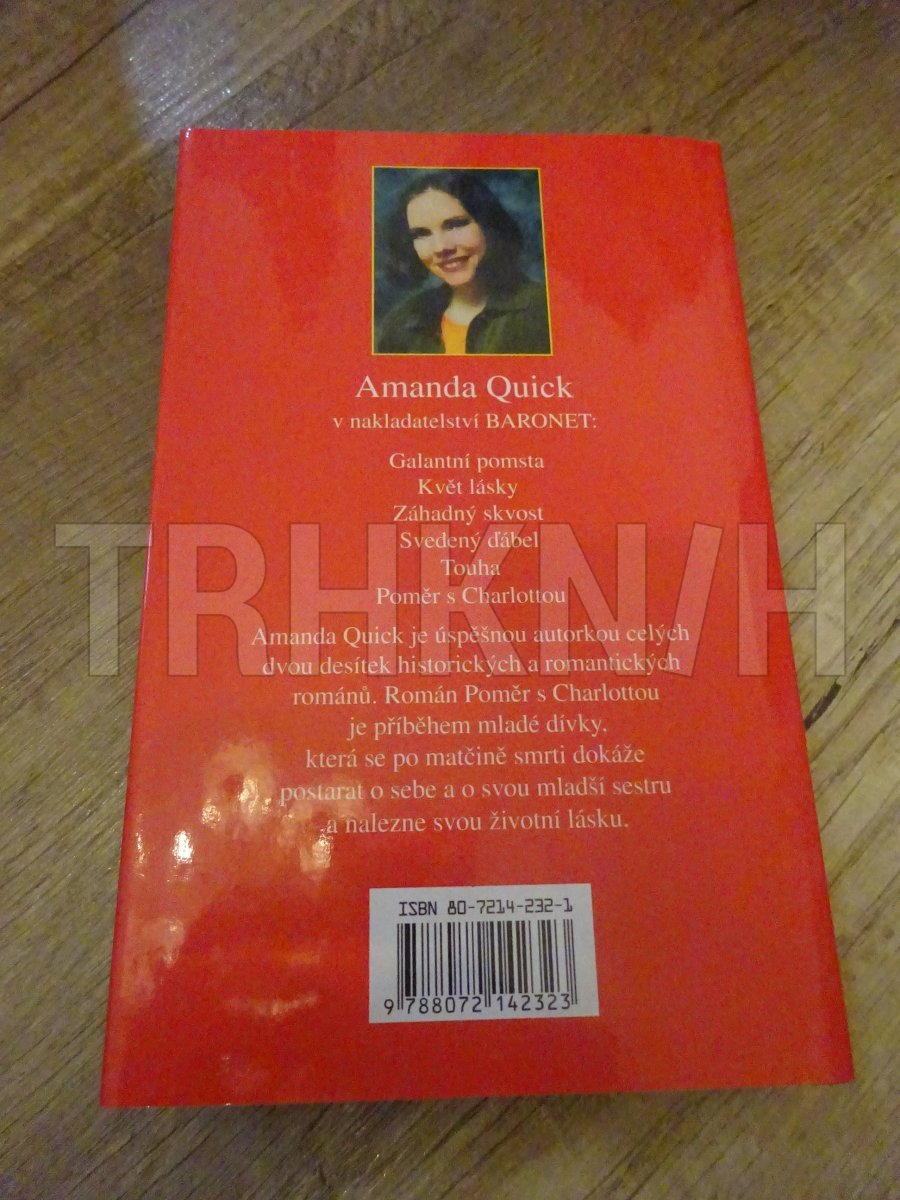 Amanda Quick
v nakladatelství BARONET:
Galantní pomsta
Květ lásky
Záhadný skvost
Svedený ďábel
Touha
Poměr s Charlottou
Amanda Quick je úspěšnou autorkou celých
dvou desítek historických a romantických
románů. Román Poměr s Charlottou
je příběhem mladé dívky,
která se po matčině smrti dokáže
postarat o sebe a o svou mladší sestru
a nalezne svou životní lásku.
ISBN 80-7214-232-1
9 788072 142323
TRHKN/H